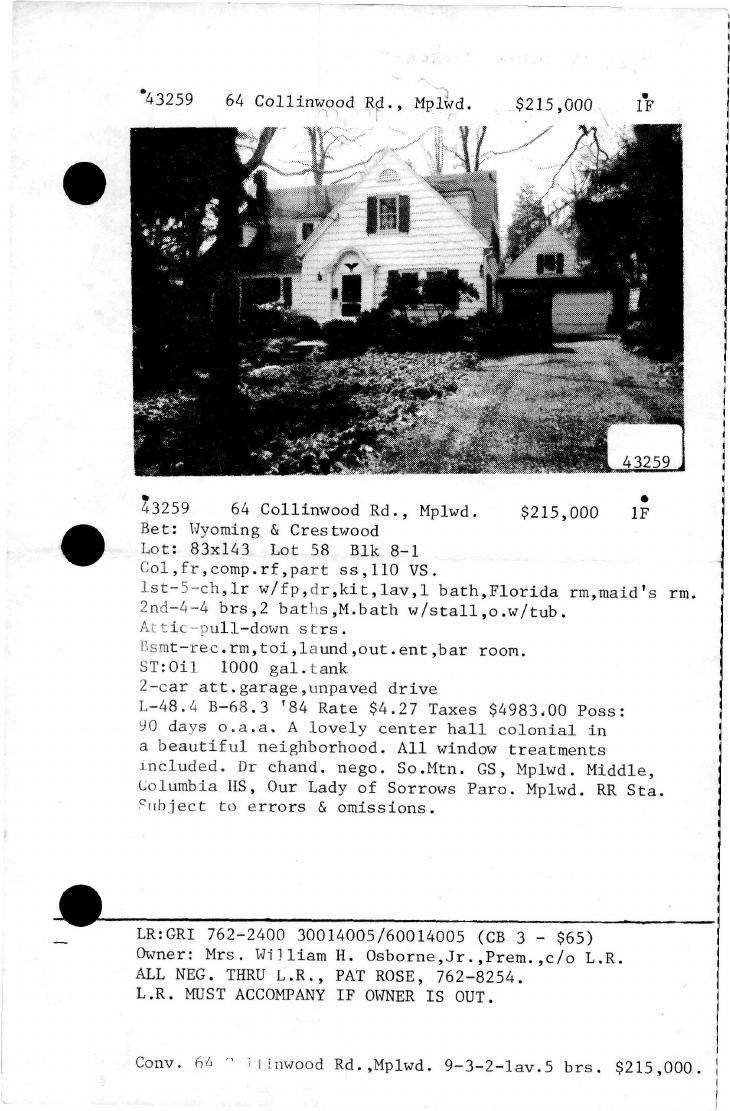 43259 64 Collinwood Rd., Mplwd. $215,000 1F
43259
43259 64 Collinwood Rd., Mplwd. $215,000 1F
Bet: Wyoming & Crestwood
Lot: 83x143 Lot 58 Blk 8-1
Col,fr,comp.rf,part ss,110 VS.
1st-5-ch,lr w/fp,dr,kit,lav,1 bath,Florida rm,maid's rm.
2nd-4-4 brs,2 baths,M.bath w/stall,o.w/tub.
Attic-pull-down strs.
Bsmt-rec.rm,toi,laund,out.ent,bar room.
ST:Oil 1000 gal.tank
2-car att.garage,unpaved drive
L-48.4 B-68.3 '84 Rate $4.27 Taxes $4983.00 Poss:
90 days o.a.a. A lovely center hall colonial in
a beautiful neighborhood. All window treatments
included. Dr chand. nego. So.Mtn. GS, Mplwd. Middle,
Columbia HS, Our Lady of Sorrows Paro. Mplwd. RR Sta.
Subject to errors & omissions.
LR:GRI 762-2400 30014005/60014005 (CB 3 - $65)
Owner: Mrs. William H. Osborne,Jr.,Prem.,c/o L.R.
ALL NEG. THRU L.R., PAT ROSE, 762-8254.
L.R. MUST ACCOMPANY IF OWNER IS OUT.
Conv. 64 Rd.,Mplwd. 9-3-2-lav.5 brs. $215,000.